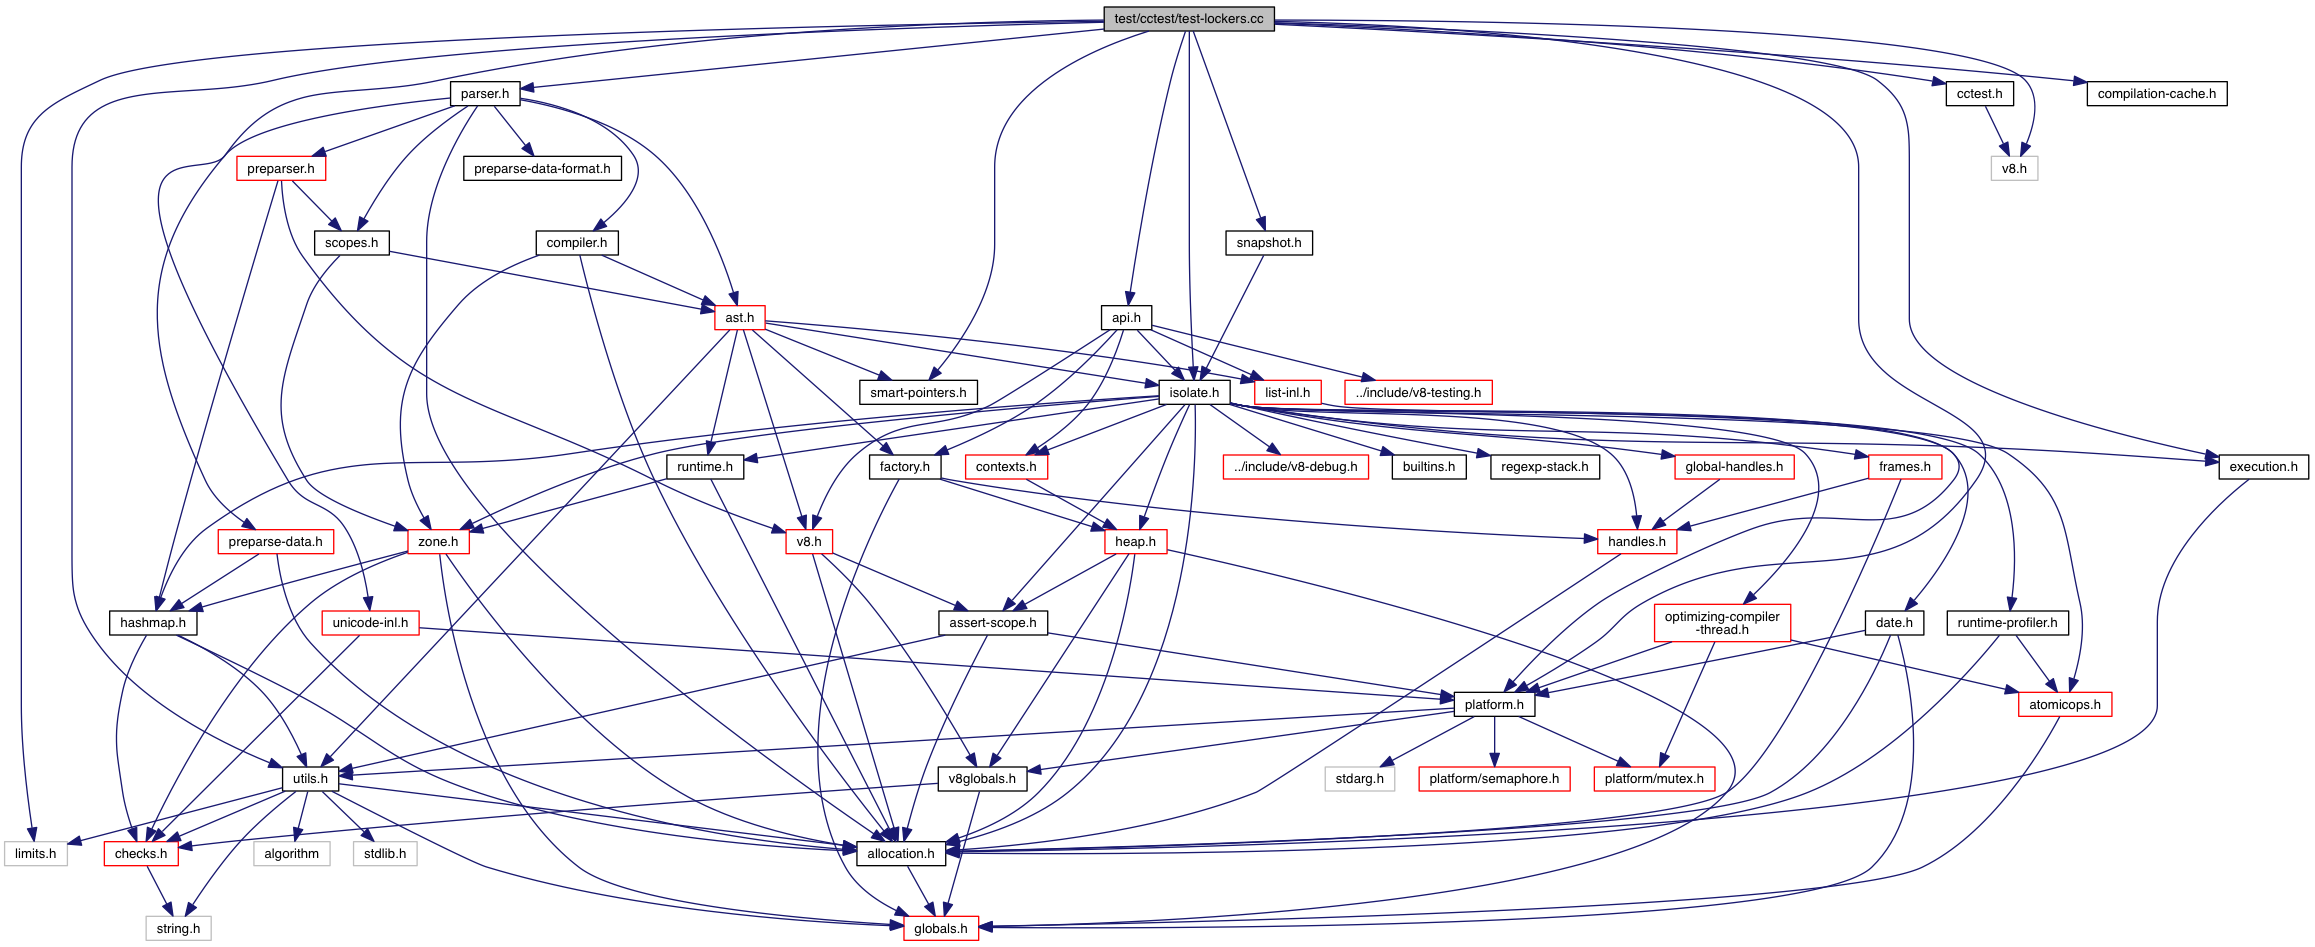 test/cctest/test-lockers.cc
parser.h
cctest.h
compilation-cache.h
preparser.h
preparse-data-format.h
v8.h
scopes.h
compiler.h
snapshot.h
ast.h
api.h
smart-pointers.h
isolate.h
list-inl.h
../include/v8-testing.h
runtime.h
factory.h
contexts.h
../include/v8-debug.h
builtins.h
regexp-stack.h
global-handles.h
frames.h
execution.h
preparse-data.h
zone.h
v8.h
heap.h
handles.h
hashmap.h
unicode-inl.h
assert-scope.h
optimizing-compiler
-thread.h
date.h
runtime-profiler.h
platform.h
atomicops.h
utils.h
v8globals.h
stdarg.h
platform/semaphore.h
platform/mutex.h
limits.h
checks.h
algorithm
stdlib.h
allocation.h
string.h
globals.h